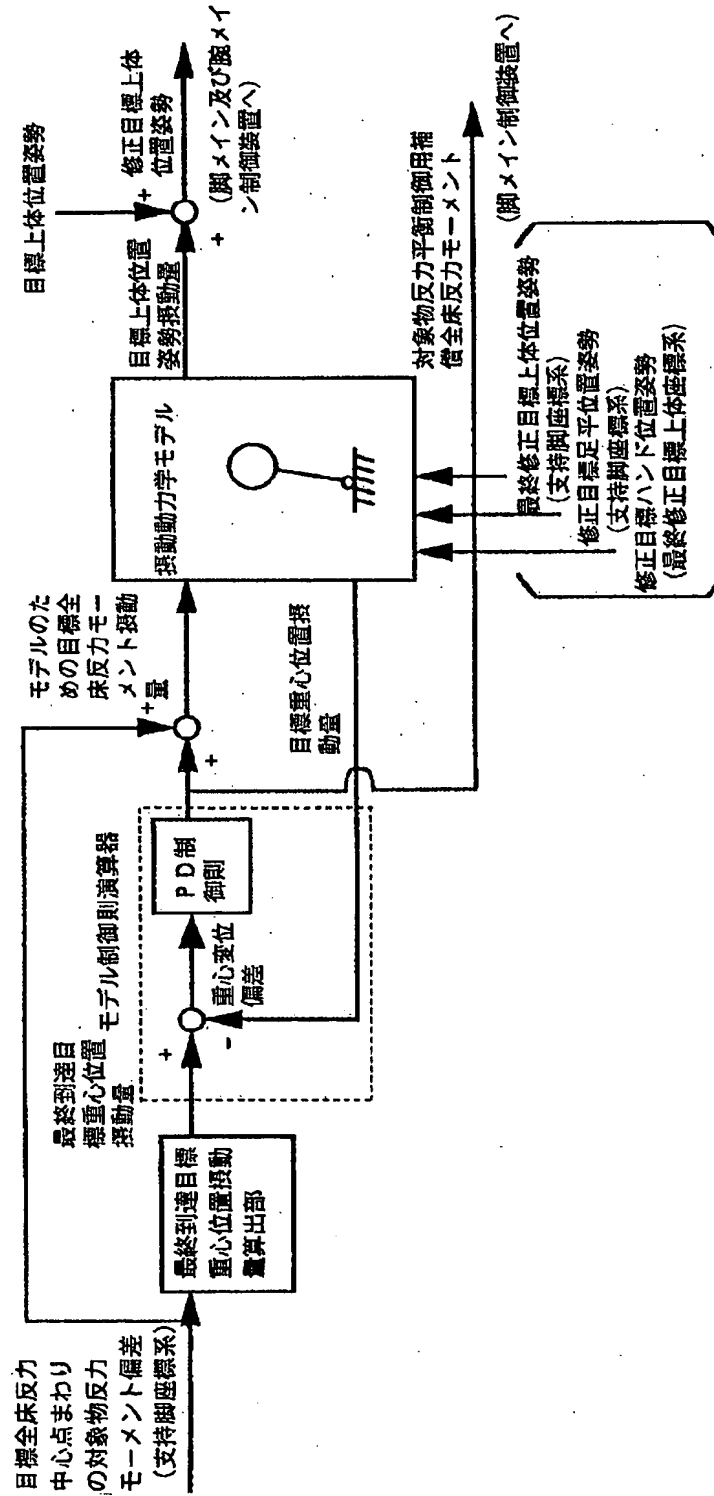 目標全床反力
中心点まわり
の対象物反力
モーメント偏差
(支持脚座標系)
最終到達目標
重心位置摂動
量算出部
最終到達目
標重心位置
摂動量
モデル制御則演算器
+
-
重心変位
偏差
PD制
御則
+
+
モデルのた
めの目標全
床反力モー
メント摂動
量
目標重心位置摂
動量
摂動動力学モデル
目標上体位置
姿勢摂動量
目標上体位置姿勢
+
+
修正目標上体
位置姿勢
(脚メイン及び腕メイ
ン制御装置へ)
対象物反力平衡制御用補
償全床反力モーメント
(脚メイン制御装置へ)
最終修正目標上体位置姿勢
(支持脚座標系)
修正目標足平位置姿勢
(支持脚座標系)
修正目標ハンド位置姿勢
(最終修正目標上体座標系)